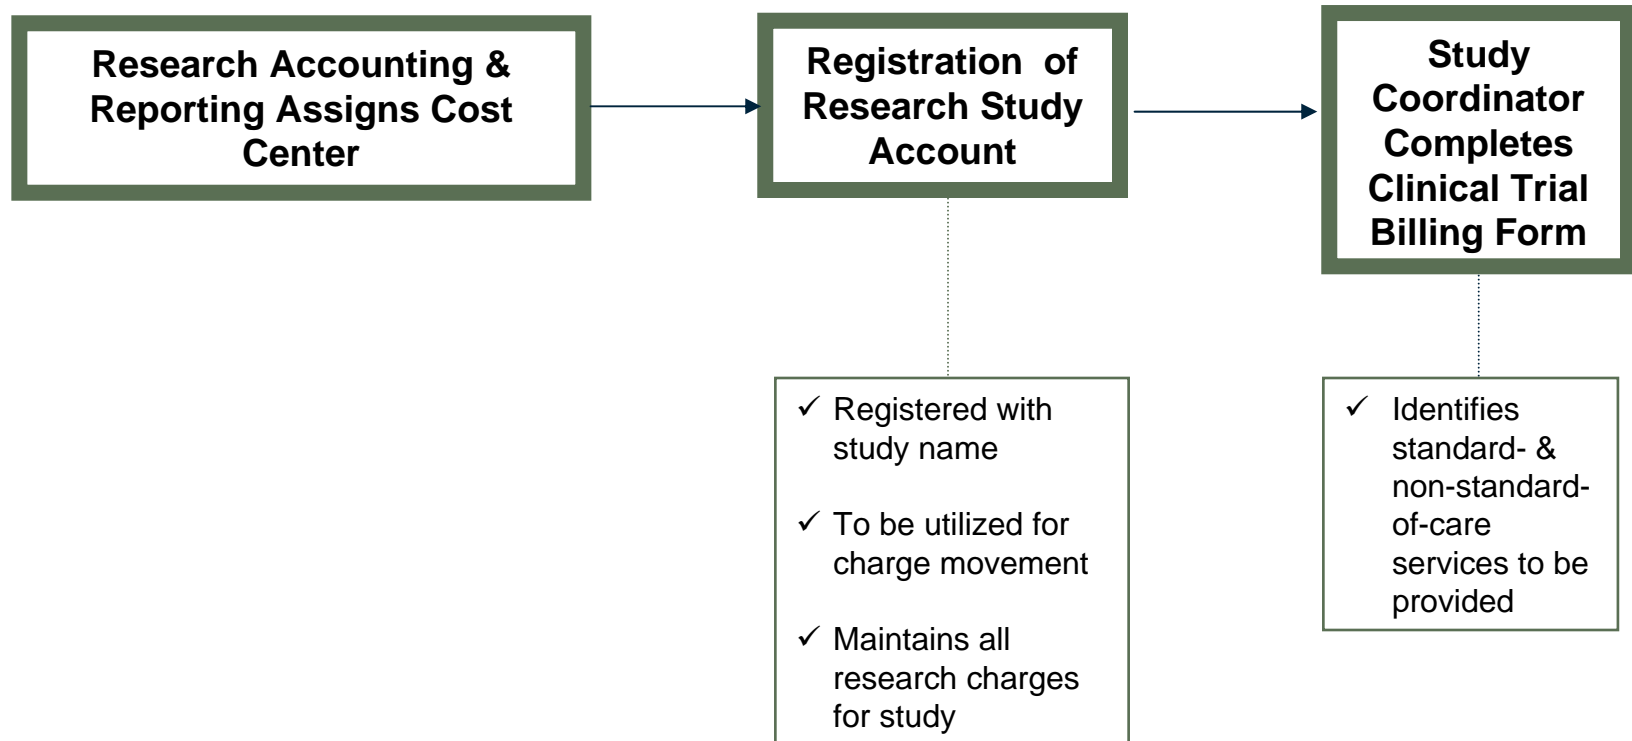 Research Accounting &
Reporting Assigns Cost
Center
Registration of
Research Study
Account
Study
Coordinator
Completes
Clinical Trial
Billing Form
✓ Registered with
study name
✓ To be utilized for
charge movement
✓ Maintains all
research charges
for study
✓ Identifies
standard- &
non-standard-
of-care
services to be
provided